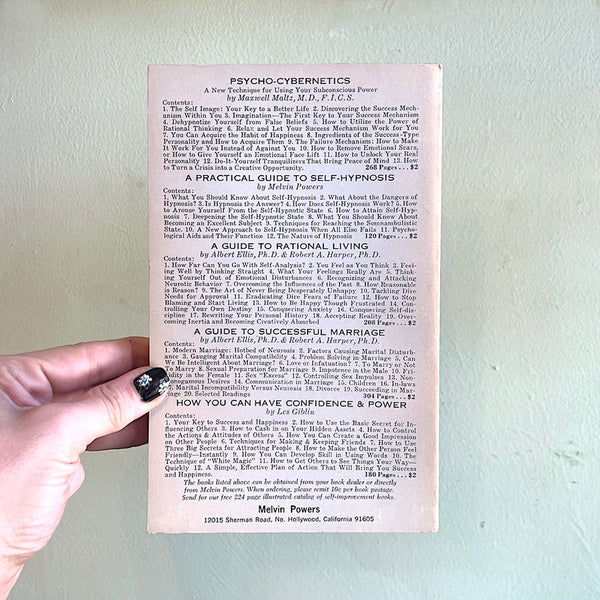 PSYCHO-CYBERNETICS
A New Technique for Using Your Subconscious Power
by Maxwell Maltz, M.D., F.I.C.S.
Contents:
1. The Self Image: Your Key to a Better Life 2. Discovering the Success Mech-
anism Within You 3. Imagination—The First Key to Your Success Mechanism
4. Dehypnotize Yourself from False Beliefs 5. How to Utilize the Power of
Rational Thinking 6. Relax and Let Your Success Mechanism Work for You
7. You Can Acquire the Habit of Happiness 8. Ingredients of the Success-Type
Personality and How to Acquire Them 9. The Failure Mechanism: How to Make
It Work For You Instead of Against You 10. How to Remove Emotional Scars,
or How to Give Yourself an Emotional Face Lift 11. How to Unlock Your Real
Personality 12. Do-It-Yourself Tranquilizers That Bring Peace of Mind 13. How
to Turn a Crisis into a Creative Opportunity. 268 Pages...$2
A PRACTICAL GUIDE TO SELF-HYPNOSIS
by Melvin Powers
Contents:
1. What You Should Know About Self-Hypnosis 2. What About the Dangers of
Hypnosis? 3. Is Hypnosis the Answer? 4. How Does Self-Hypnosis Work? 5. How
to Arouse Yourself From the Self-Hypnotic State 6. How to Attain Self-Hyp-
nosis 7. Deepening the Self-Hypnotic State 8. What You Should Know About
Becoming an Excellent Subject 9. Techniques for Reaching the Somnambulistic
State 10. A New Approach to Self-Hypnosis When All Else Fails 11. Psycho-
logical Aids and Their Function 12. The Nature of Hypnosis 120 Pages...$2
A GUIDE TO RATIONAL LIVING
by Albert Ellis, Ph.D. & Robert A. Harper, Ph.D.
Contents:
1. How Far Can You Go With Self-Analysis? 2. You Feel as You Think 3. Feel-
ing Well by Thinking Straight 4. What Your Feelings Really Are 5. Think-
ing Yourself Out of Emotional Disturbances 6. Recognizing and Attacking
Neurotic Behavior 7. Overcoming the Influences of the Past 8. How Reasonable
is Reason? 9. The Art of Never Being Desperately Unhappy 10. Tackling Dire
Needs for Approval 11. Eradicating Dire Fears of Failure 12. How to Stop
Blaming and Start Living 13. How to Be Happy Though Frustrated 14. Con-
trolling Your Own Destiny 15. Conquering Anxiety 16. Conquering Self-dis-
cipline 17. Rewriting Your Personal History 18. Accepting Reality 19. Over-
coming Inertia and Becoming Creatively Absorbed 208 Pages...$2
A GUIDE TO SUCCESSFUL MARRIAGE
by Albert Ellis, Ph.D. & Robert A. Harper, Ph.D.
Contents:
1. Modern Marriage: Hotbed of Neurosis 2. Factors Causing Marital Disturb-
ance 3. Gauging Marital Compatibility 4. Problem Solving in Marriage 5. Can
We Be Intelligent About Marriage? 6. Love or Infatuation? 7. To Marry or Not
To Marry 8. Sexual Preparation for Marriage 9. Impotence in the Male 10. Fri-
idity in the Female 11. Sex "Excess" 12. Controlling Sex Impulses 13. Non-
mogamous Desires 14. Communication in Marriage 15. Children 16. In-laws
7. Marital Incompatibility Versus Neurosis 18. Divorce 19. Succeeding in Mar-
age 20. Selected Readings 304 Pages...$2
HOW YOU CAN HAVE CONFIDENCE & POWER
by Les Giblin
Contents:
1. Your Key to Success and Happiness 2. How to Use the Basic Secret for In-
fluencing Others 3. How to Cash in on Your Hidden Assets 4. How to Control
the Actions & Attitudes of Others 5. How You Can Create a Good Impression
on Other People 6. Techniques for Making & Keeping Friends 7. How to Use
Three Big Secrets for Attracting People 8. How to Make the Other Person Feel
Friendly—Instantly 9. How You Can Develop Skill in Using Words 10. The
Technique of "White Magic" 11. How to Get Others to See Things Your Way—
Quickly 12. A Simple, Effective Plan of Action That Will Bring You Success
and Happiness. 180 Pages...$2
The books listed above can be obtained from your book dealer or directly
from Melvin Powers. When ordering, please remit 10c per book postage.
Send for our free 224 page illustrated catalog of self-improvement books.
Melvin Powers
12015 Sherman Road, No. Hollywood, California 91605